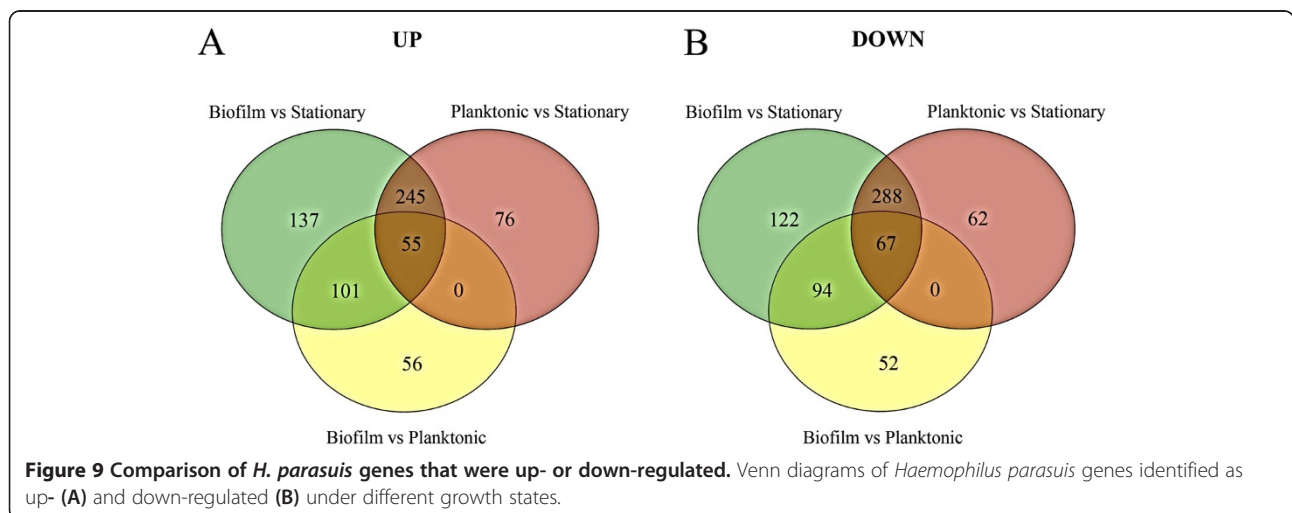 A UP B DOWN
Biofilm vs Stationary Planktonic vs Stationary Biofilm vs Stationary Planktonic vs Stationary
137 245 76 122 288 62
55 67
101 0 94 0
56 52
Biofilm vs Planktonic Biofilm vs Planktonic
Figure 9 Comparison of H. parasuis genes that were up- or down-regulated. Venn diagrams of Haemophilus parasuis genes identified as
up- (A) and down-regulated (B) under different growth states.